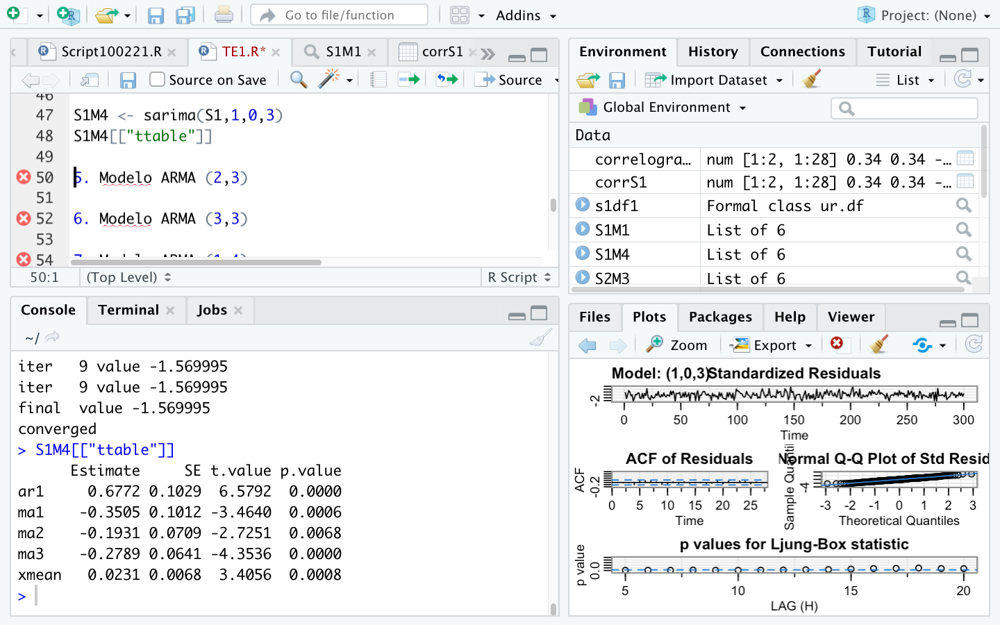 Go to file/function
Addins
Project: (None)
Script100221.R
TE1.R*
S1M1
corrS1
Source on Save
Source
46
47 S1M4 <- sarima(S1,1,0,3)
48 S1M4[["ttable"]]
49
50 5. Modelo ARMA (2,3)
51
52 6. Modelo ARMA (3,3)
53
54
50:1 (Top Level) R Script
Console Terminal Jobs
~/
iter   9 value -1.569995
iter   9 value -1.569995
final  value -1.569995
converged
> S1M4[["ttable"]]
      Estimate     SE t.value p.value
ar1     0.6772 0.1029  6.5792  0.0000
ma1    -0.3505 0.1012 -3.4640  0.0006
ma2    -0.1931 0.0709 -2.7251  0.0068
ma3    -0.2789 0.0641 -4.3536  0.0000
xmean   0.0231 0.0068  3.4056  0.0008
>
Environment History Connections Tutorial
Import Dataset List
Global Environment
Data
correlogra… num [1:2, 1:28] 0.34 0.34 -…
corrS1 num [1:2, 1:28] 0.34 0.34 -…
s1df1 Formal class ur.df
S1M1 List of 6
S1M4 List of 6
S2M3 List of 6
Files Plots Packages Help Viewer
Zoom Export
Model: (1,0,3) Standardized Residuals
-2
0 50 100 150 200 250 300
Time
ACF of Residuals
ACF
-0.2
0 5 10 15 20 25
Time
Normal Q-Q Plot of Std Resid
Sample Quantil
-4
-3 -2 -1 0 1 2 3
Theoretical Quantiles
p values for Ljung-Box statistic
p value
0.0
5 10 15 20
LAG (H)